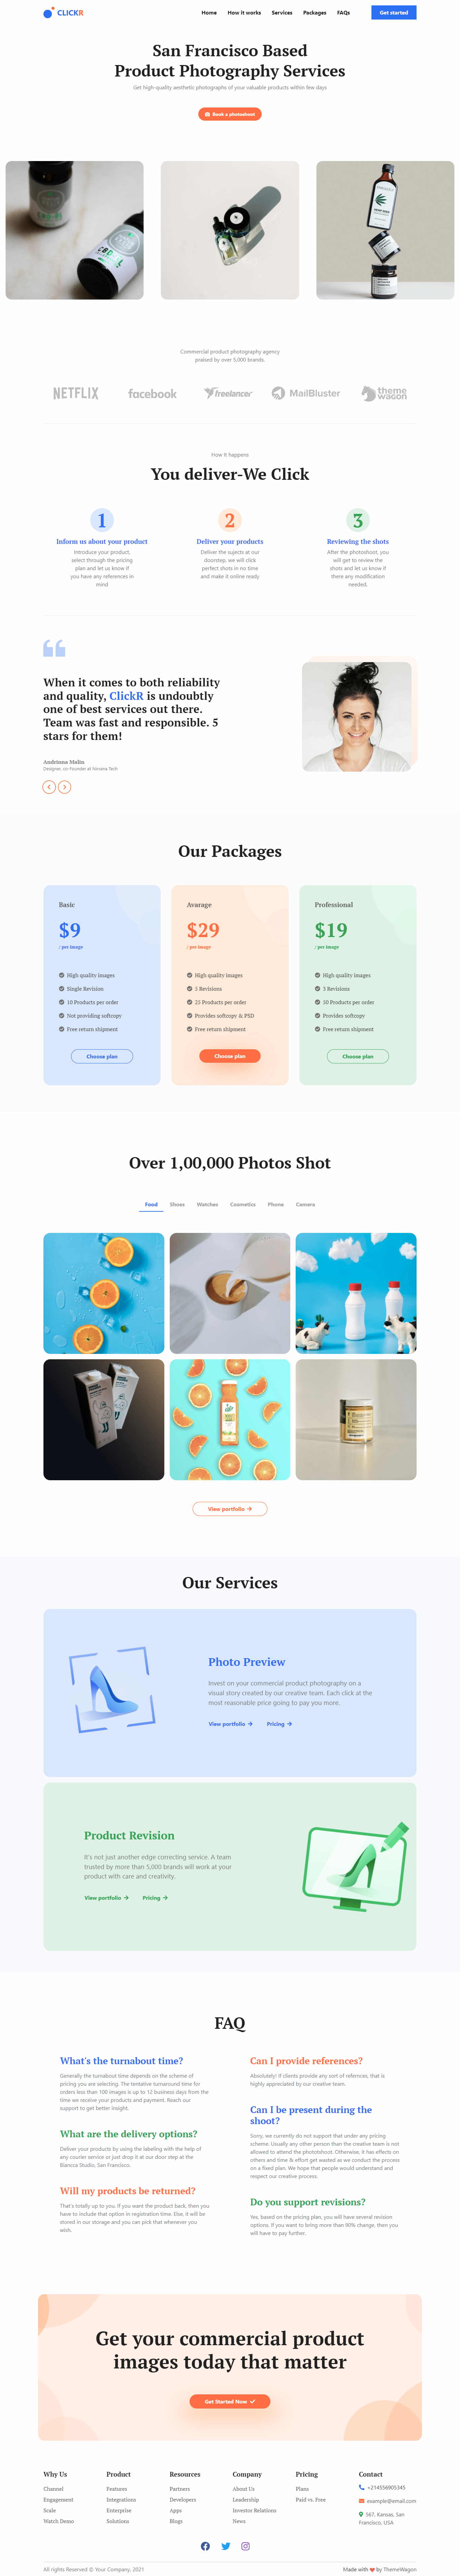 CLICKR
Home How it works Services Packages FAQs Get started
San Francisco Based
Product Photography Services
Get high-quality aesthetic photographs of your valuable products within few days
Book a photoshoot
Commercial product photography agency
praised by over 5,000 brands.
NETFLIX facebook freelancer MailBluster theme wagon
How it happens
You deliver-We Click
1
Inform us about your product
Introduce your product,
select through the pricing
plan and let us know if
you have any references in
mind
2
Deliver your products
Deliver the sujects at our
doorstep, we will click
perfect shots in no time
and make it online ready
3
Reviewing the shots
After the photoshoot, you
will get to review the
shots and let us know if
there any modification
needed.
When it comes to both reliability
and quality, ClickR is undoubtly
one of best services out there.
Team was fast and responsible. 5
stars for them!
Andrinna Malin
Designer, co-Founder at Nirvana Tech
Our Packages
Basic
$9
/ per image
High quality images
Single Revision
10 Products per order
Not providing softcopy
Free return shipment
Choose plan
Avarage
$29
/ per image
High quality images
5 Revisions
25 Products per order
Provides softcopy & PSD
Free return shipment
Choose plan
Professional
$19
/ per image
High quality images
3 Revisions
50 Products per order
Provides softcopy
Free return shipment
Choose plan
Over 1,00,000 Photos Shot
Food Shoes Watches Cosmetics Phone Camera
View portfolio
Our Services
Photo Preview
Invest on your commercial product photography on a
visual story created by our creative team. Each click at the
most reasonable price going to pay you more.
View portfolio Pricing
Product Revision
It's not just another edge correcting service. A team
trusted by more than 5,000 brands will work at your
product with care and creativity.
View portfolio Pricing
FAQ
What's the turnabout time?
Generally the turnabout time depends on the scheme of
pricing you are selecting. The tentative turnaround time for
orders less than 100 images is up to 12 business days from the
time we receive your products and payment. Reach our
support to get better insight.
What are the delivery options?
Deliver your products by using the labeling with the help of
any courier service or just drop it at our door step at the
Blancca Studio, San Francisco.
Will my products be returned?
That's totally up to you. If you want the product back, then you
have to include that option in registration time. Else, it will be
stored in our storage and you can pick that whenever you
wish.
Can I provide references?
Absolutely! If clients provide any sort of refernces, that is
Highly appreciated by our creative team.
Can I be present during the
shoot?
Sorry, we currently do not support that under any pricing
scheme. Usually any other person than the creative team is not
allowed to attend the photohsoot. Otherwise, it has effects on
others and time & effort get wasted as we conduct the process
on a fixed plan. We hope that people would understand and
respect our creative process.
Do you support revisions?
Yes, based on the pricing plan, you will have several revision
options. If you want to bring more than 90% change, then you
will have to pay further.
Get your commercial product
images today that matter
Get Started Now
Why Us
Channel
Engagement
Scale
Watch Demo
Product
Features
Integrations
Enterprise
Solutions
Resources
Partners
Developers
Apps
Blogs
Company
About Us
Leadership
Investor Relations
News
Pricing
Plans
Paid vs. Free
Contact
+214556905345
example@email.com
567, Kansas, San
Francisco, USA
All rights Reserved © Your Company, 2021
Made with by ThemeWagon